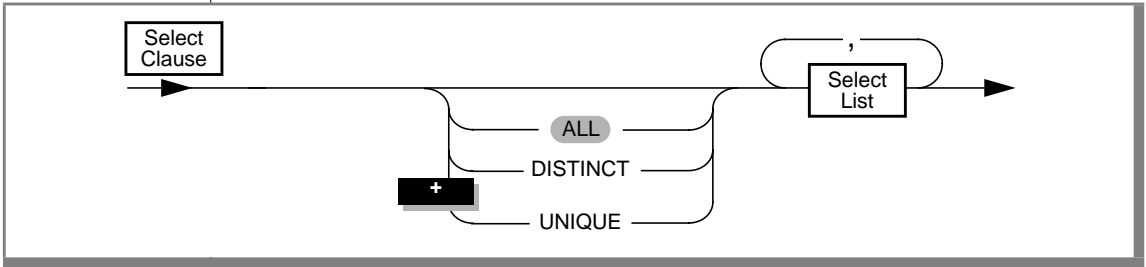 Select
Clause
,
Select
List
ALL
DISTINCT
+
UNIQUE